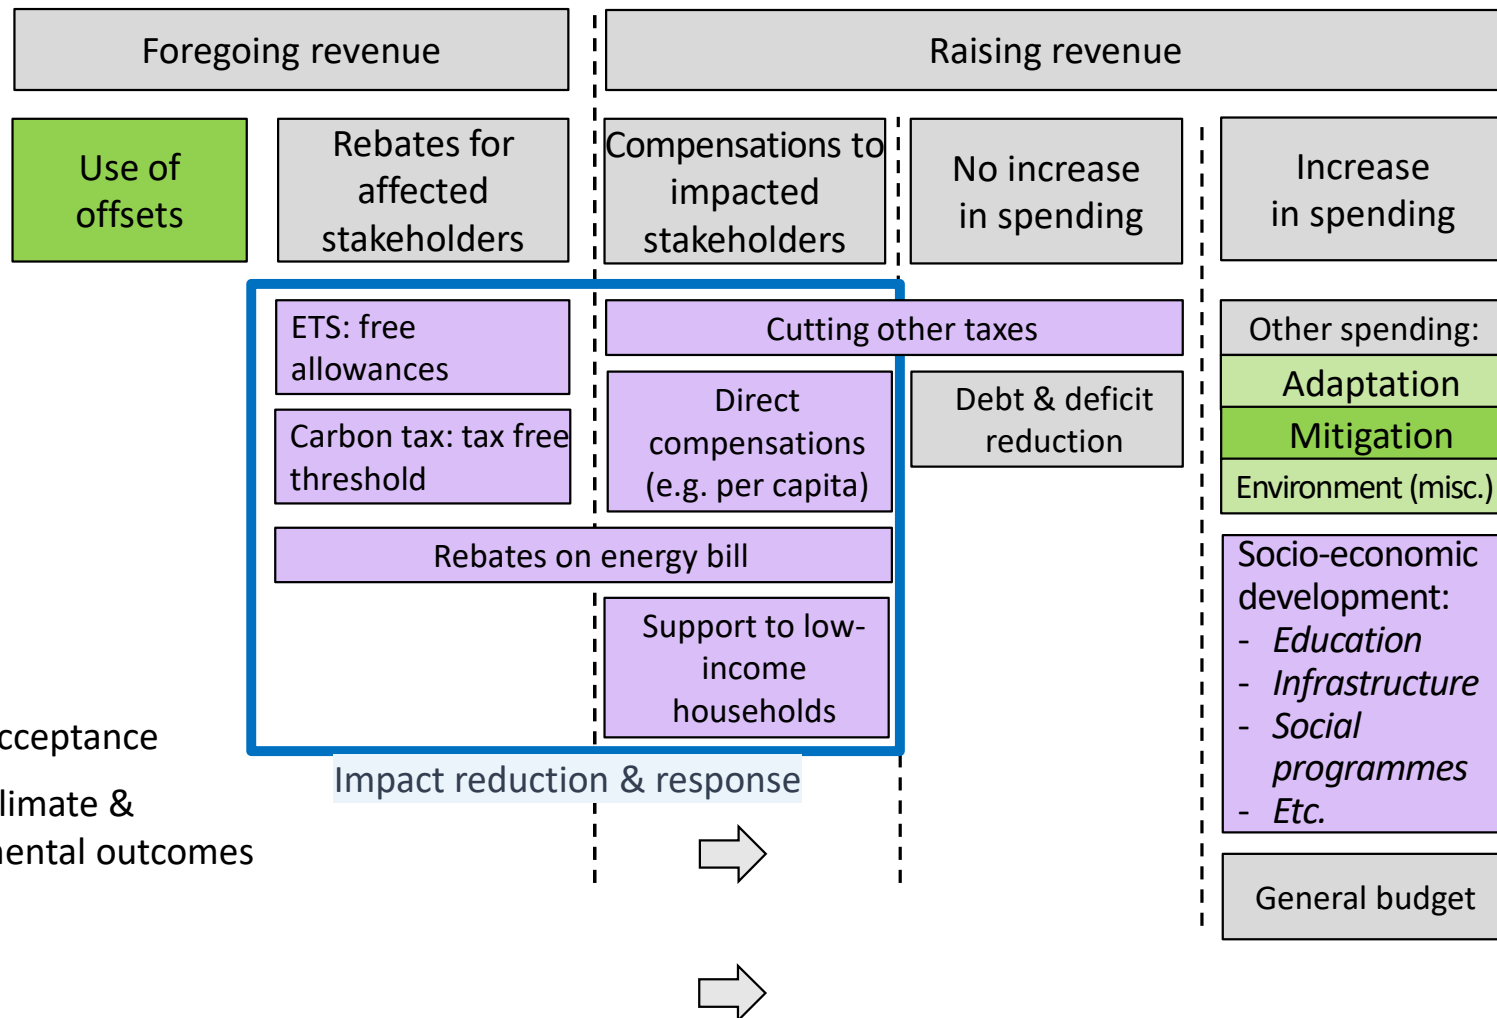 Foregoing revenue
Raising revenue
Use of
offsets
Rebates for
affected
stakeholders
Compensations to
impacted
stakeholders
No increase
in spending
Increase
in spending
ETS: free
allowances
Carbon tax: tax free
threshold
Cutting other taxes
Direct
compensations
(e.g. per capita)
Rebates on energy bill
Support to low-
income
households
Impact reduction & response
Debt & deficit
reduction
Other spending:
Adaptation
Mitigation
Environment (misc.)
Socio-economic
development:
- Education
- Infrastructure
- Social
programmes
- Etc.
General budget
cceptance
limate &
mental outcomes